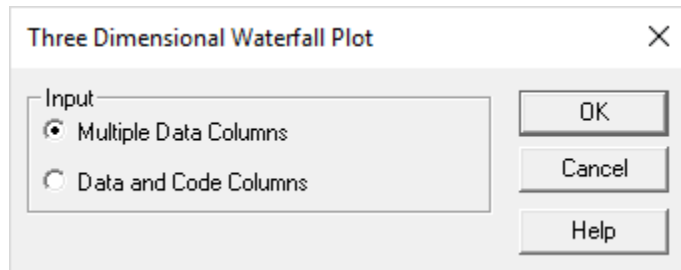 Three Dimensional Waterfall Plot
Input
Multiple Data Columns
Data and Code Columns
OK
Cancel
Help